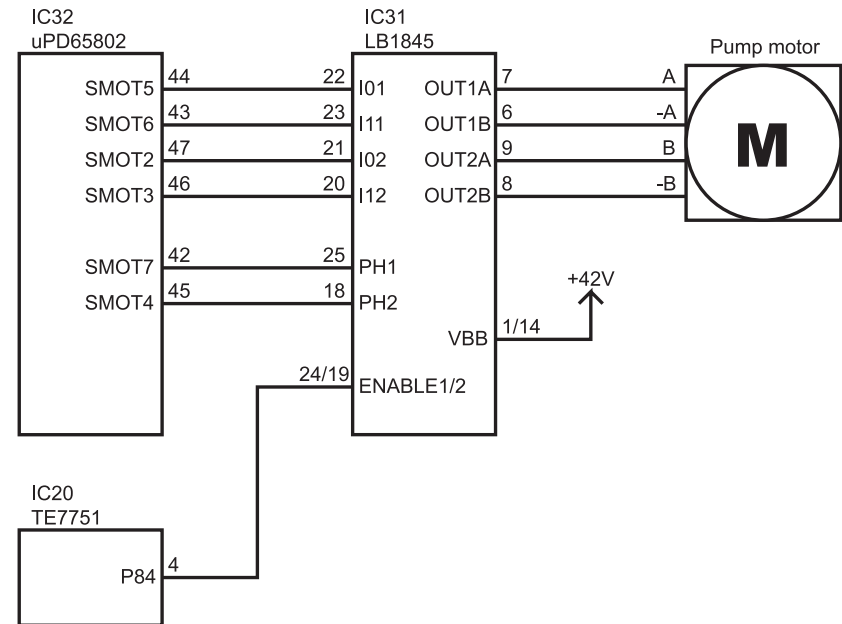 IC32
uPD65802
IC31
LB1845
Pump motor
SMOT5 44 22 I01 OUT1A 7 A
SMOT6 43 23 I11 OUT1B 6 -A
SMOT2 47 21 I02 OUT2A 9 B
SMOT3 46 20 I12 OUT2B 8 -B
M
SMOT7 42 25 PH1
SMOT4 45 18 PH2
+42V
VBB 1/14
24/19 ENABLE1/2
IC20
TE7751
P84 4